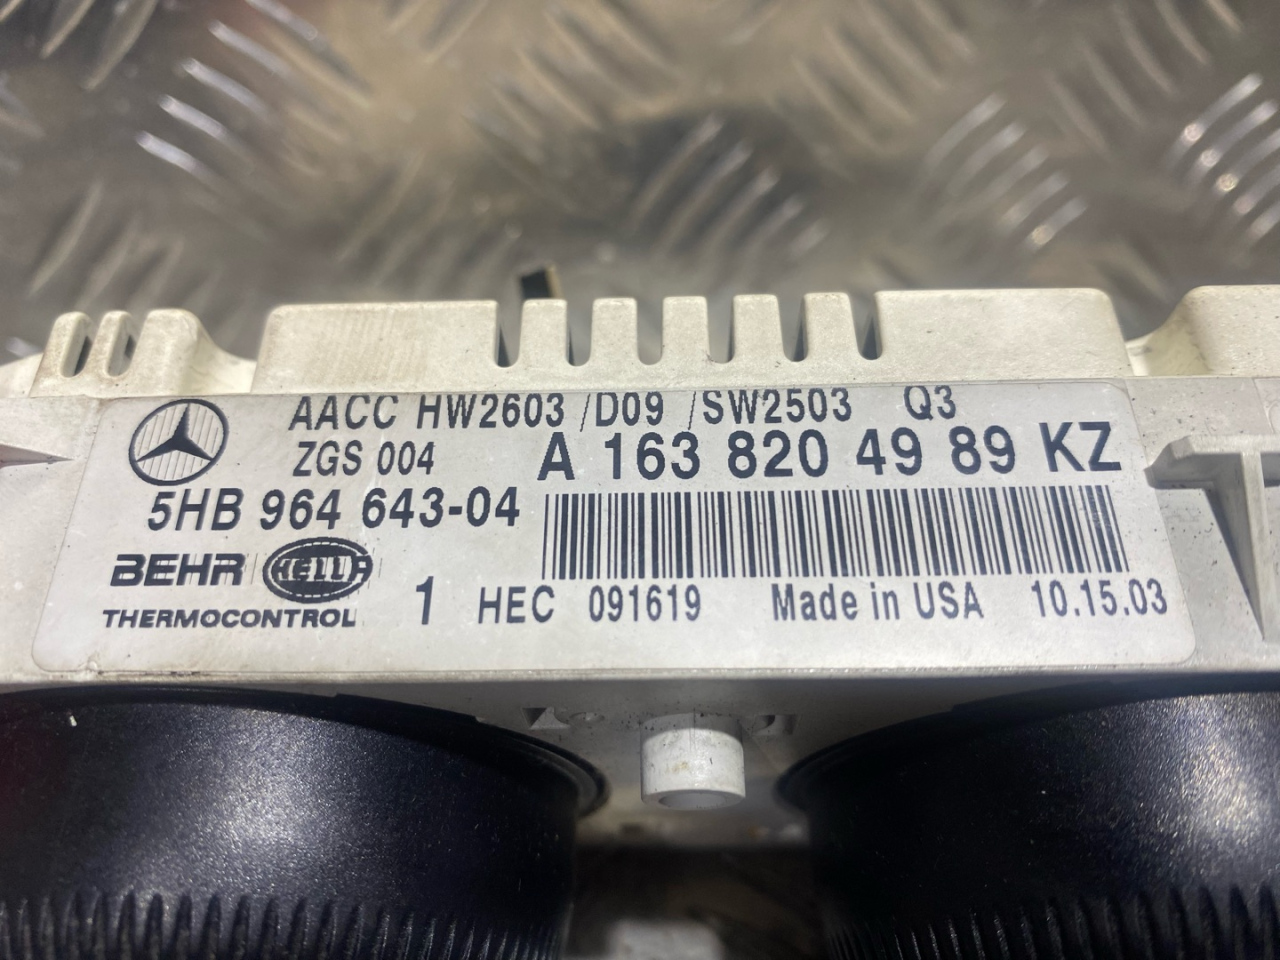 AACC HW2603 /D09 /SW2503 Q3
ZGS 004 A 163 820 49 89 KZ
5HB 964 643-04
BEHR HELLA
THERMOCONTROL 1 HEC 091619 Made in USA 10.15.03